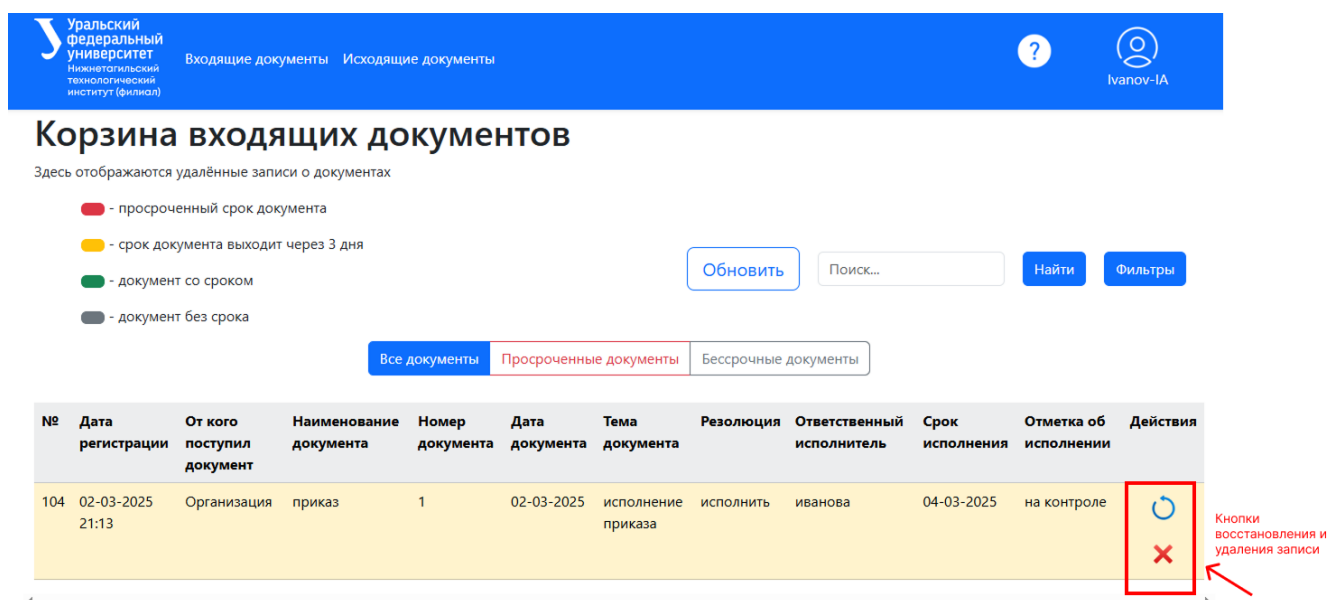 Уральский
федеральный
университет
Нижнетагильский
технологический
институт (филиал)
Входящие документы Исходящие документы
?
Ivanov-IA
Корзина входящих документов
Здесь отображаются удалённые записи о документах
- просроченный срок документа
- срок документа выходит через 3 дня
- документ со сроком
- документ без срока
Обновить Поиск... Найти Фильтры
Все документы Просроченные документы Бессрочные документы
№ Дата регистрации От кого поступил документ Наименование документа Номер документа Дата документа Тема документа Резолюция Ответственный исполнитель Срок исполнения Отметка об исполнении Действия
104 02-03-2025 21:13 Организация приказ 1 02-03-2025 исполнение приказа исполнить иванова 04-03-2025 на контроле
Кнопки
восстановления и
удаления записи